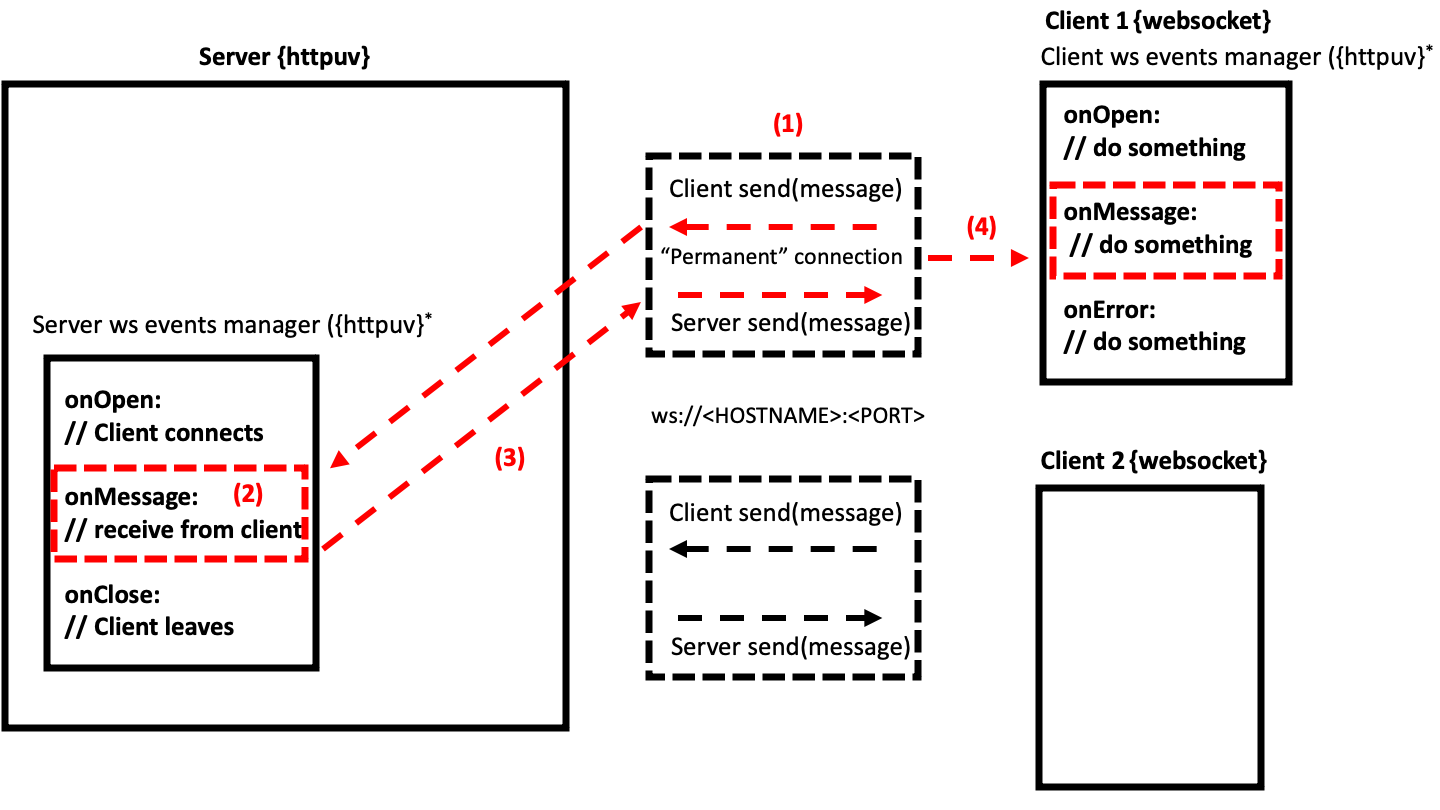 Server {httpuv}
Server ws events manager ({httpuv}*
onOpen:
// Client connects
onMessage: (2)
// receive from client
onClose:
// Client leaves
(3)
(1)
Client send(message)
“Permanent” connection
Server send(message)
ws://<HOSTNAME>:<PORT>
Client send(message)
Server send(message)
(4)
Client 1 {websocket}
Client ws events manager ({httpuv}*
onOpen:
// do something
onMessage:
// do something
onError:
// do something
Client 2 {websocket}